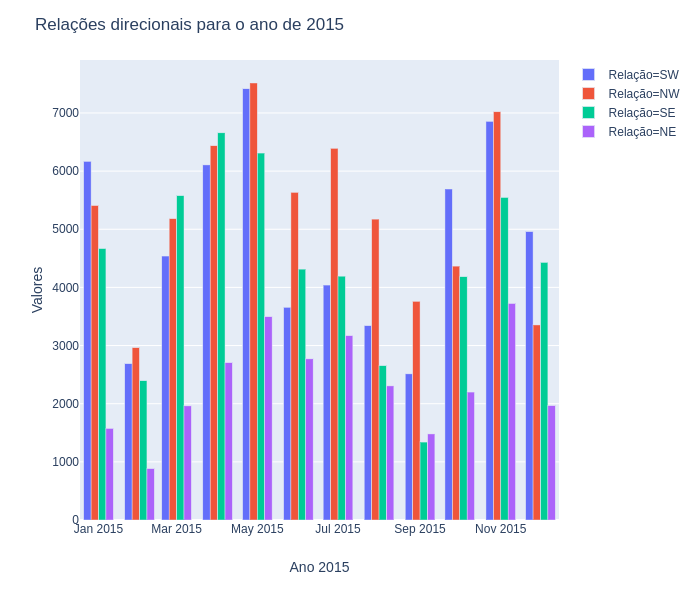 Relações direcionais para o ano de 2015
Relação=SW
Relação=NW
Relação=SE
Relação=NE
Valores
7000
6000
5000
4000
3000
2000
1000
0
Jan 2015 Mar 2015 May 2015 Jul 2015 Sep 2015 Nov 2015
Ano 2015